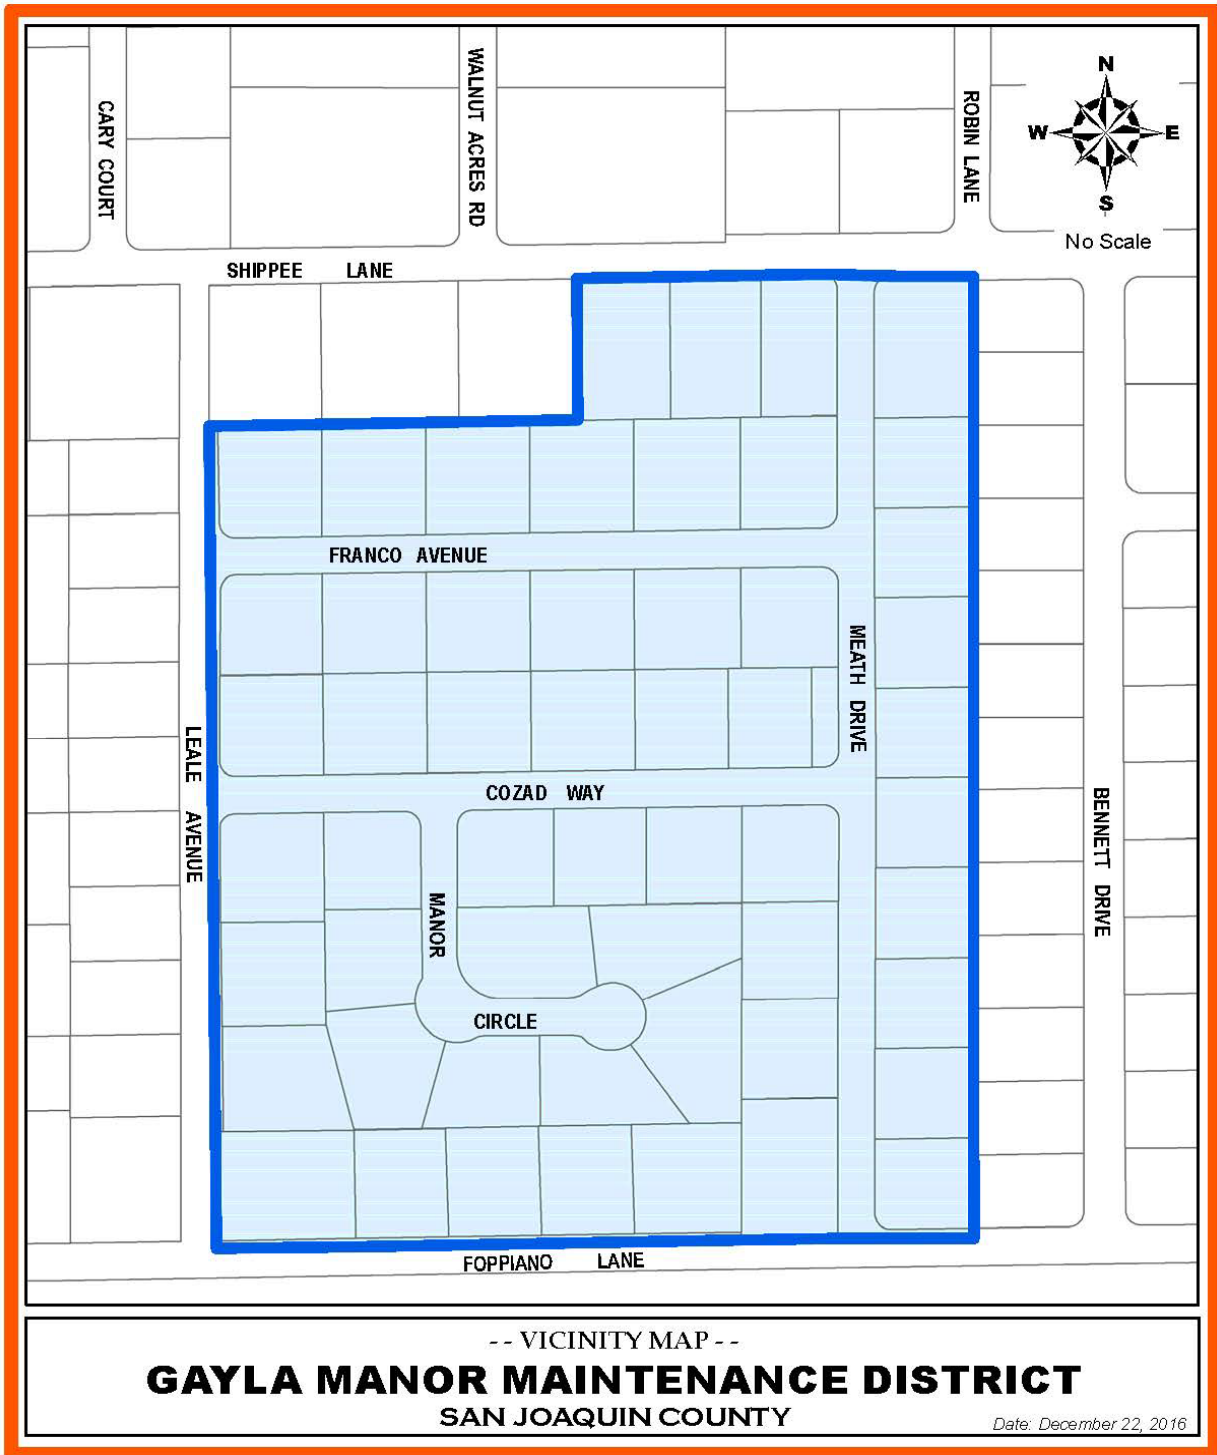 CARY COURT
WALNUT ACRES RD
ROBIN LANE
N
W E
S
No Scale
SHIPPEE LANE
FRANCO AVENUE
MEATH DRIVE
LEALE AVENUE
COZAD WAY
BENNETT DRIVE
MANOR
CIRCLE
FOPPIANO LANE
- - VICINITY MAP - -
GAYLA MANOR MAINTENANCE DISTRICT
SAN JOAQUIN COUNTY
Date: December 22, 2016